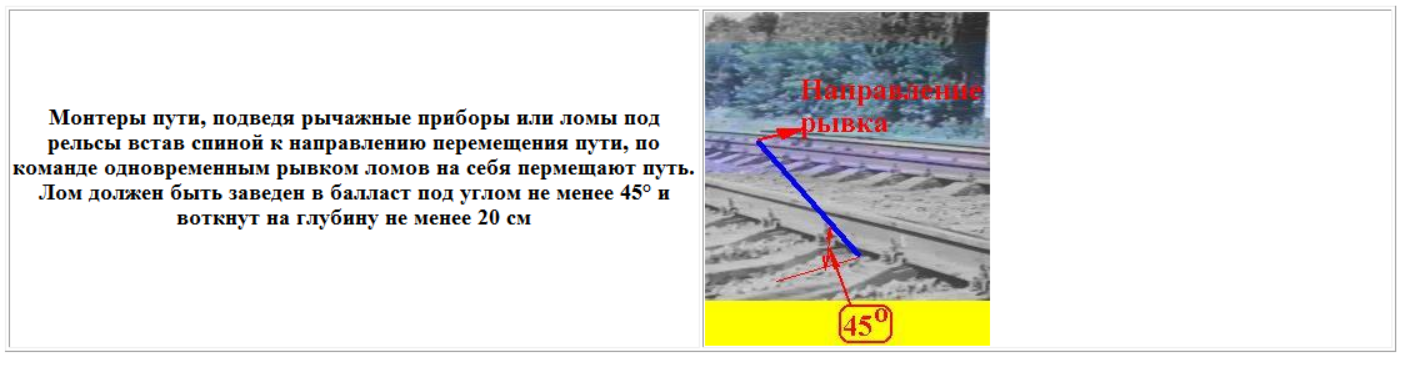 Монтеры пути, подведя рычажные приборы или ломы под
рельсы встав спиной к направлению перемещения пути, по
команде одновременным рывком ломов на себя пермещают путь.
Лом должен быть заведен в балласт под углом не менее 45° и
воткнут на глубину не менее 20 см
Направление
рывка
45°